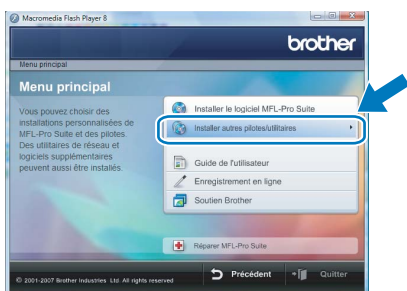 Macromedia Flash Player 8
brother
Menu principal
Menu principal
Vous pouvez choisir des
installations personnalisées de
MFL-Pro Suite et des pilotes.
Des utilitaires de réseau et
logiciels supplémentaires
peuvent aussi être installés.
Installer le logiciel MFL-Pro Suite
Installer autres pilotes/utilitaires
Guide de l'utilisateur
Enregistrement en ligne
Soutien Brother
Réparer MFL-Pro Suite
© 2001-2007 Brother Industries Ltd. All rights reserved
Précédent
Quitter